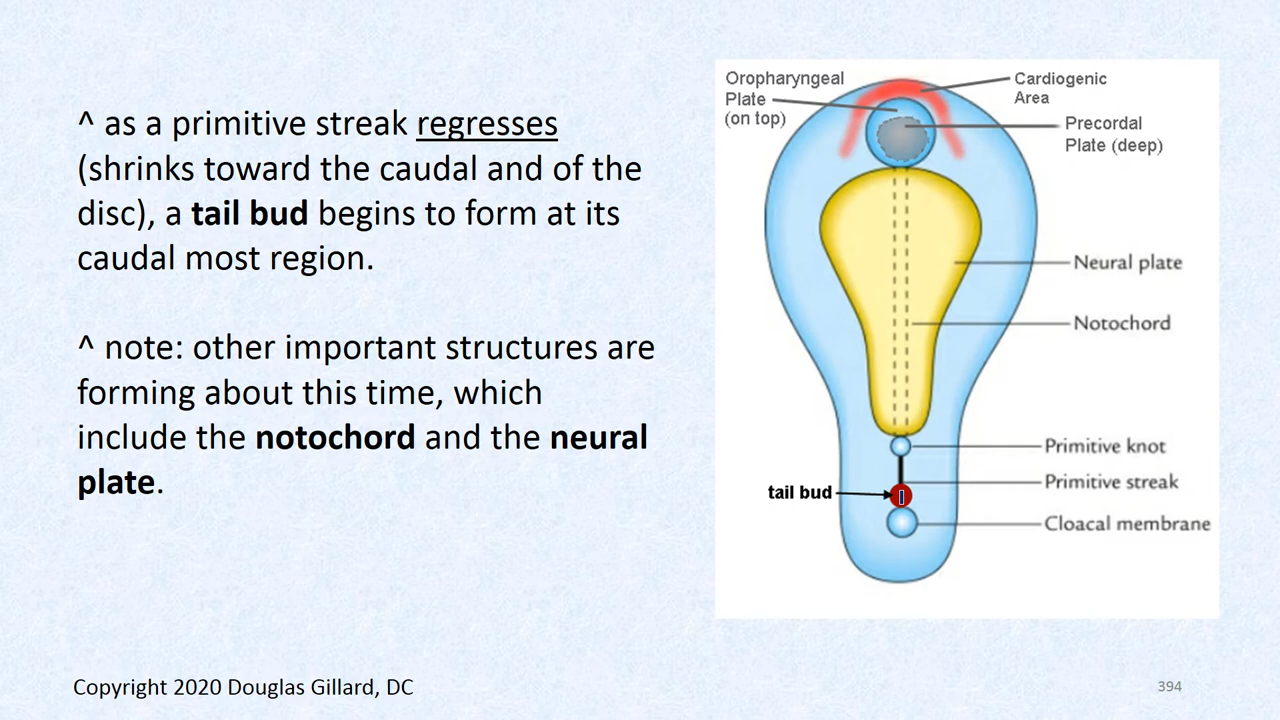 ^ as a primitive streak regresses
(shrinks toward the caudal and of the
disc), a tail bud begins to form at its
caudal most region.
^ note: other important structures are
forming about this time, which
include the notochord and the neural
plate.
Oropharyngeal
Plate
(on top)
Cardiogenic
Area
Precordal
Plate (deep)
Neural plate
Notochord
Primitive knot
Primitive streak
tail bud
Cloacal membrane
Copyright 2020 Douglas Gillard, DC
394